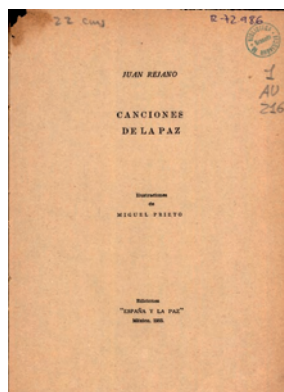 22 cms
R-72.986
1
AU
216
JUAN REJANO
CANCIONES
DE LA PAZ
Ilustraciones
de
MIGUEL PRIETO
Ediciones
"ESPAÑA Y LA PAZ"
México,